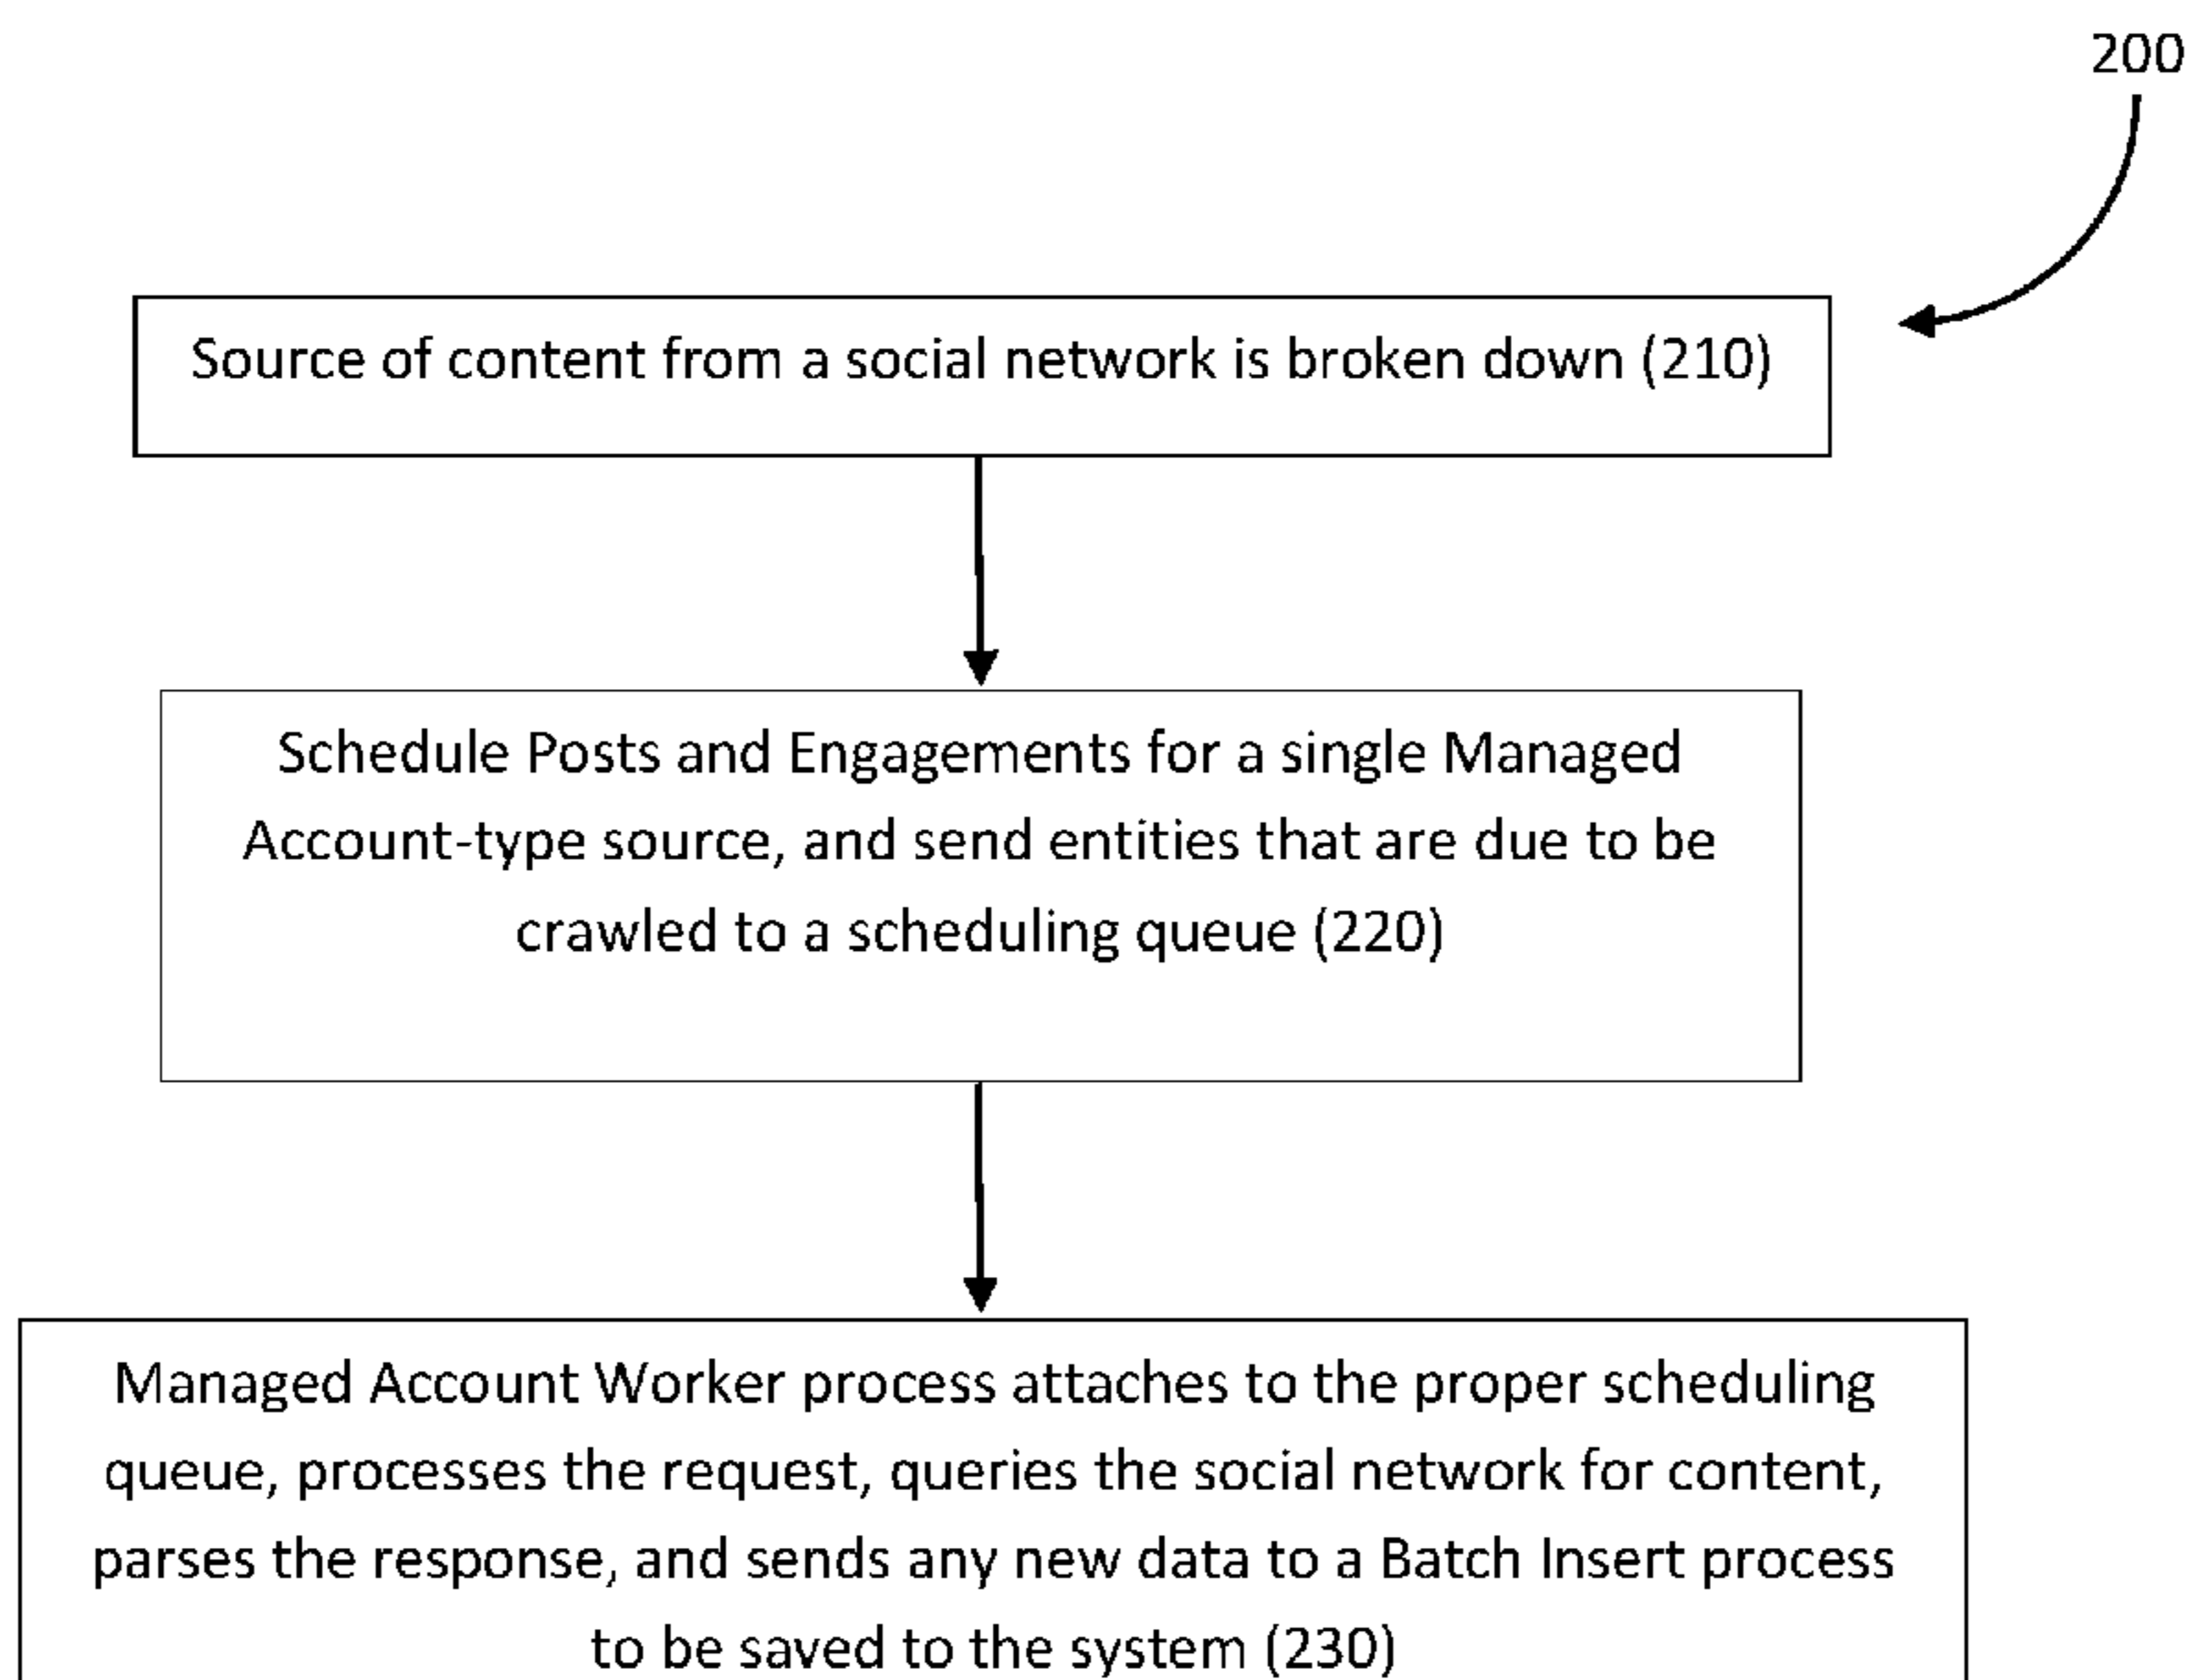 200
Source of content from a social network is broken down (210)
Schedule Posts and Engagements for a single Managed
Account-type source, and send entities that are due to be
crawled to a scheduling queue (220)
Managed Account Worker process attaches to the proper scheduling
queue, processes the request, queries the social network for content,
parses the response, and sends any new data to a Batch Insert process
to be saved to the system (230)